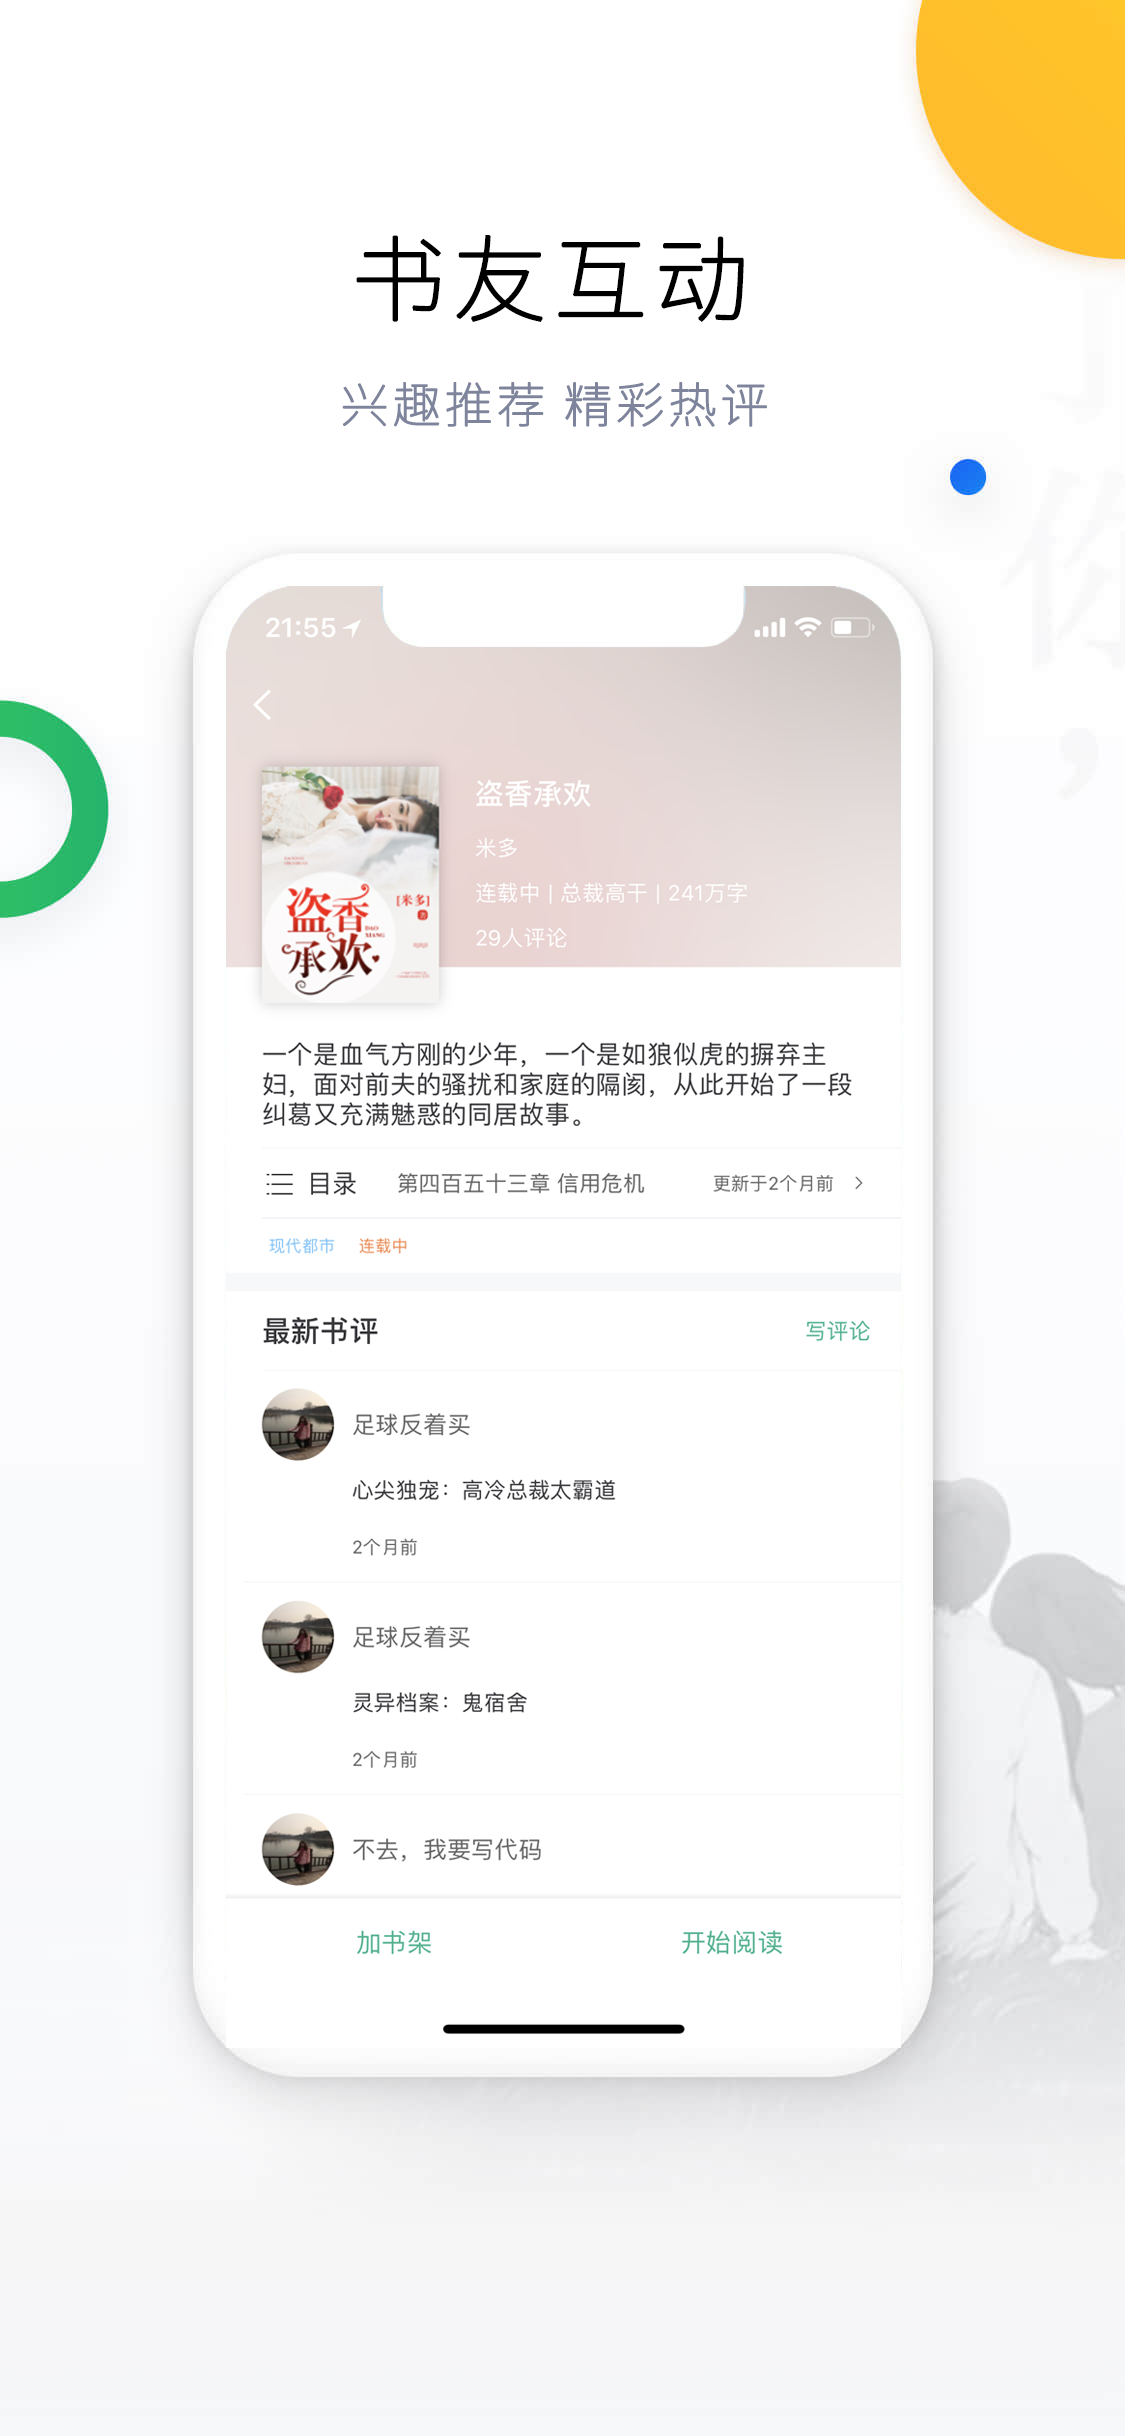 书友互动
兴趣推荐 精彩热评
你
，
21:55
盗香承欢
米多
连载中 | 总裁高干 | 241万字
29人评论
盗香
DAO
XIANG
承欢
[米多]
著
一个是血气方刚的少年，一个是如狼似虎的摒弃主
妇，面对前夫的骚扰和家庭的隔阂，从此开始了一段
纠葛又充满魅惑的同居故事。
目录 第四百五十三章 信用危机 更新于2个月前
现代都市 连载中
最新书评 写评论
足球反着买
心尖独宠：高冷总裁太霸道
2个月前
足球反着买
灵异档案：鬼宿舍
2个月前
不去，我要写代码
加书架 开始阅读